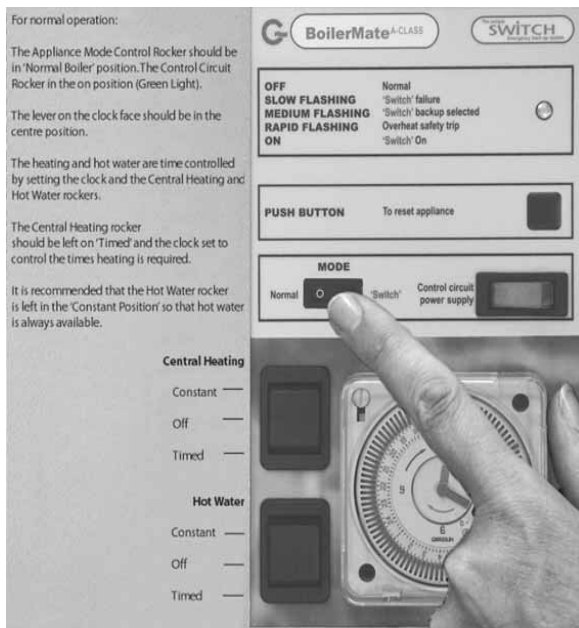 For normal operation:
The Appliance Mode Control Rocker should be
in 'Normal Boiler' position. The Control Circuit
Rocker in the on position (Green Light).
The lever on the clock face should be in the
centre position.
The heating and hot water are time controlled
by setting the clock and the Central Heating and
Hot Water rockers.
The Central Heating rocker
should be left on 'Timed' and the clock set to
control the times heating is required.
It is recommended that the Hot Water rocker
is left in the 'Constant Position' so that hot water
is always available.
Central Heating
Constant
Off
Timed
Hot Water
Constant
Off
Timed
G BoilerMate A-CLASS
SWITCH
OFF Normal
SLOW FLASHING 'Switch' failure
MEDIUM FLASHING 'Switch' backup selected
RAPID FLASHING Overheat safety trip
ON 'Switch' On
PUSH BUTTON To reset appliance
MODE
Normal 'Switch'
Control circuit
power supply